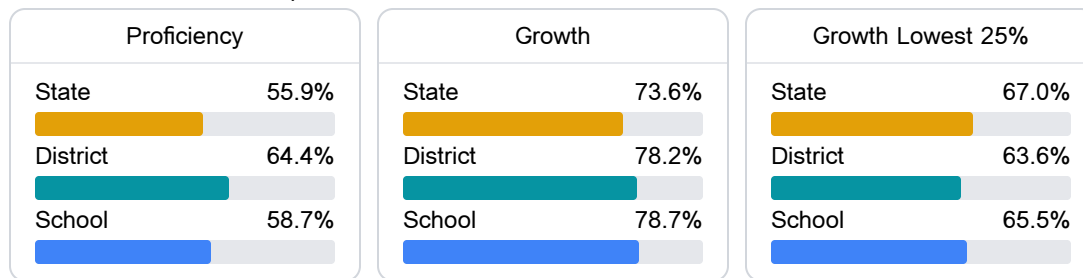 Proficiency
State 55.9%
District 64.4%
School 58.7%
Growth
State 73.6%
District 78.2%
School 78.7%
Growth Lowest 25%
State 67.0%
District 63.6%
School 65.5%